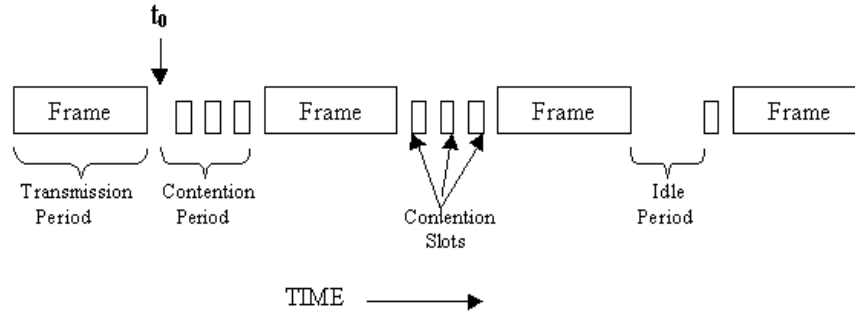 t0
Frame Frame Frame Frame
Transmission Period
Contention Period
Contention Slots
Idle Period
TIME